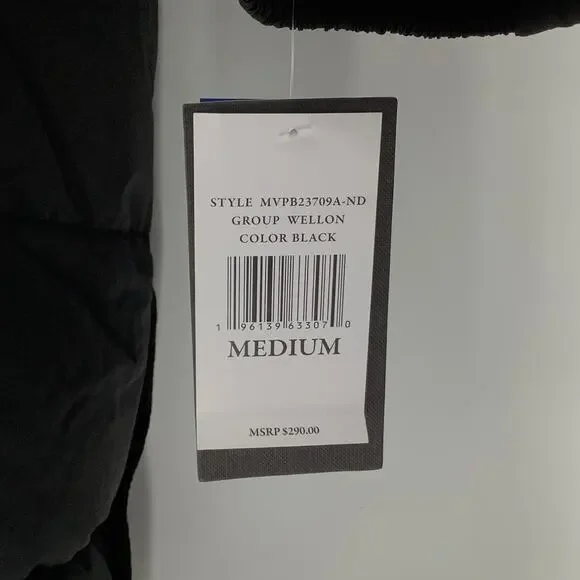 STYLE MVPB23709A-ND
GROUP WELLON
COLOR BLACK
1 96139 63307 0
MEDIUM
MSRP $290.00